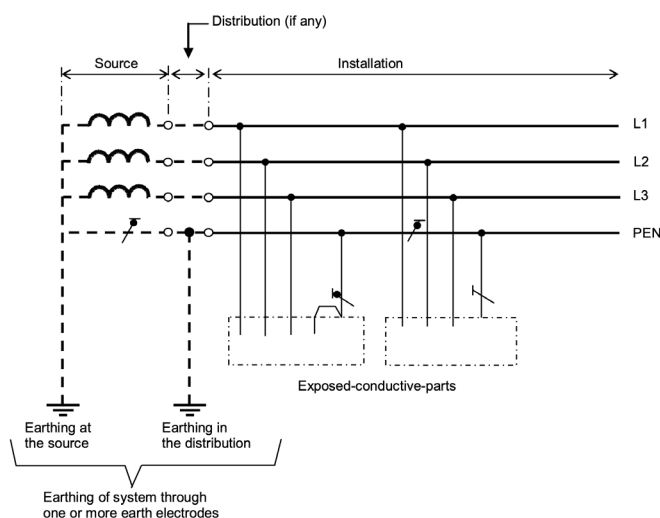 Distribution (if any)
Source
Installation
L1
L2
L3
PEN
Exposed-conductive-parts
Earthing at
the source
Earthing in
the distribution
Earthing of system through
one or more earth electrodes